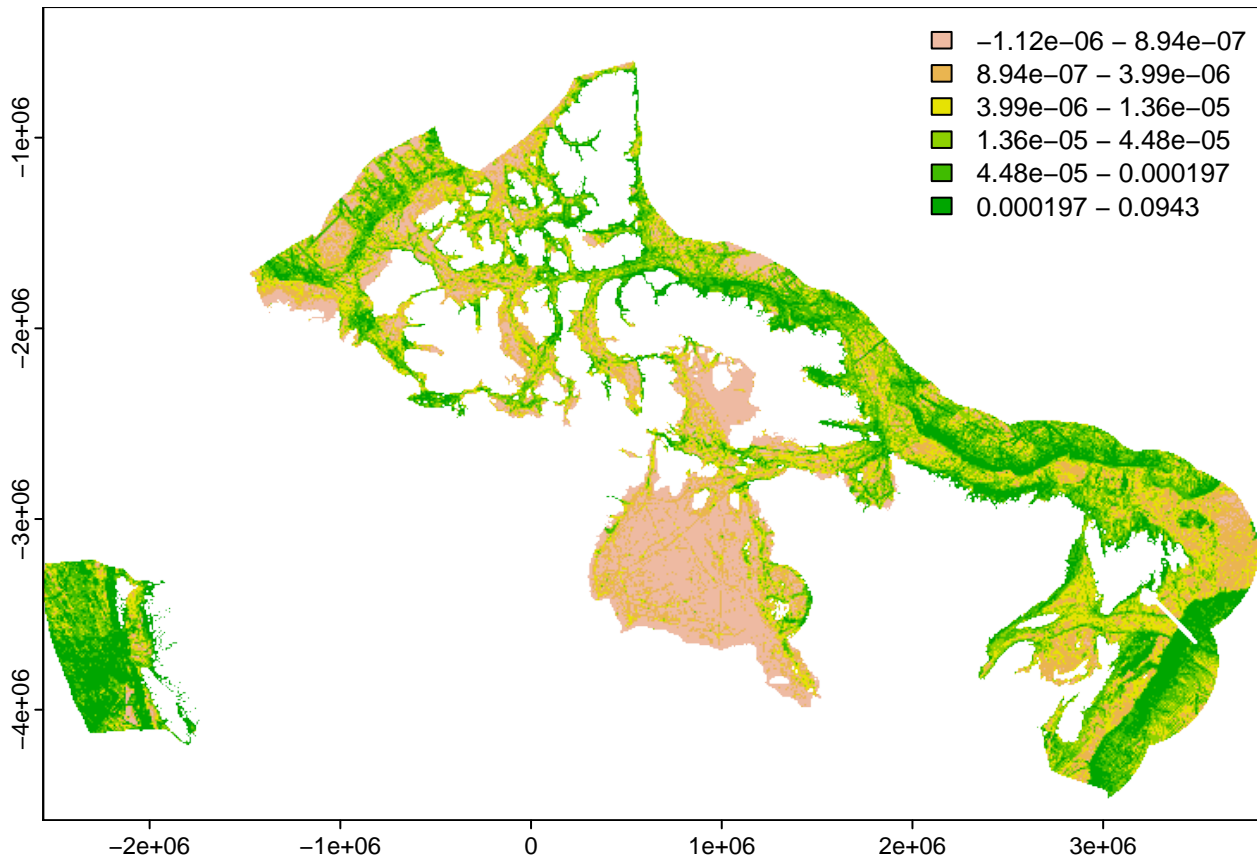 −1.12e−06 − 8.94e−07
8.94e−07 − 3.99e−06
3.99e−06 − 1.36e−05
1.36e−05 − 4.48e−05
4.48e−05 − 0.000197
0.000197 − 0.0943
−1e+06
−2e+06
−3e+06
−4e+06
−2e+06 −1e+06 0 1e+06 2e+06 3e+06